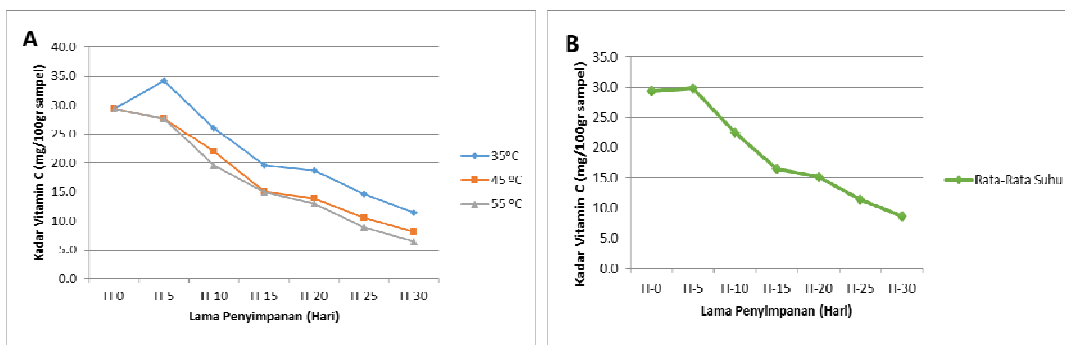 A
Kadar Vitamin C (mg/100gr sampel)
40.0
35.0
30.0
25.0
20.0
15.0
10.0
5.0
0.0
H-0 H-5 H-10 H-15 H-20 H-25 H-30
Lama Penyimpanan (Hari)
35°C
45 °C
55 °C
B
Kadar Vitamin C (mg/100gr sampel)
35.0
30.0
25.0
20.0
15.0
10.0
5.0
0.0
H-0 H-5 H-10 H-15 H-20 H-25 H-30
Lama Penyimpanan (Hari)
Rata-Rata Suhu